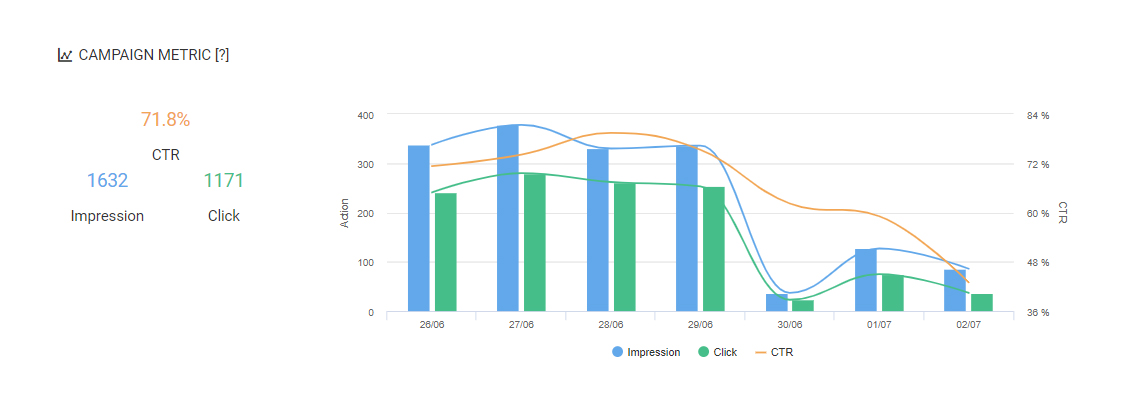 CAMPAIGN METRIC [?]
71.8%
CTR
1632 1171
Impression Click
400
300
200
100
0
Action
84 %
72 %
60 %
48 %
36 %
CTR
26/06 27/06 28/06 29/06 30/06 01/07 02/07
Impression Click CTR